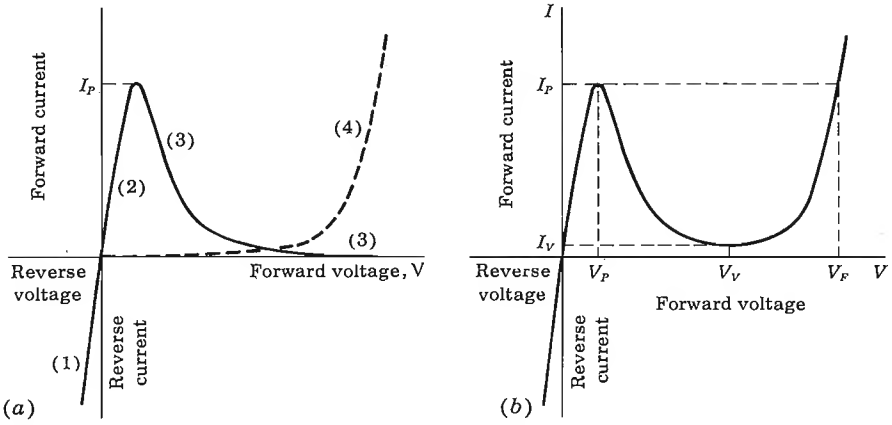 Forward current
I_P
(2)
(3)
(4)
(3)
Reverse voltage
Forward voltage, V
(1)
Reverse current
(a)
I
Forward current
I_P
I_V
Reverse voltage
V_P
V_V
V_F
V
Forward voltage
Reverse current
(b)